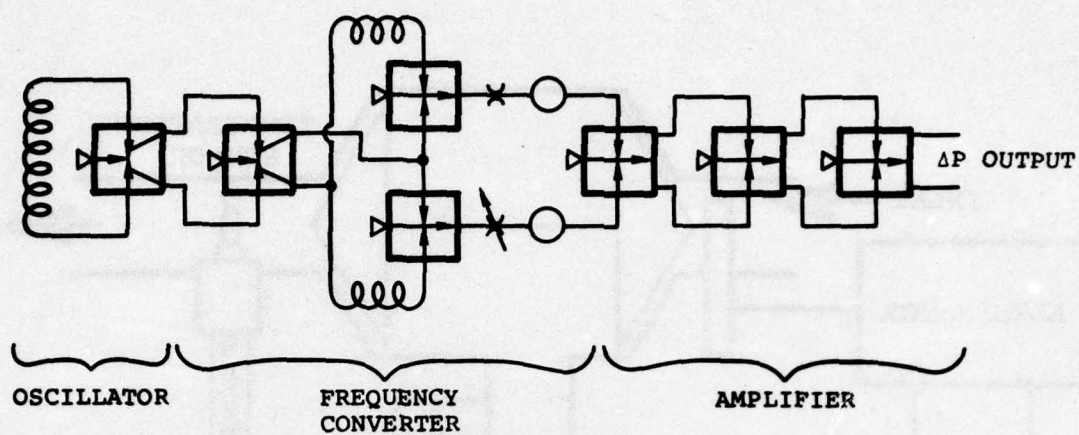 ΔP OUTPUT
OSCILLATOR
FREQUENCY
CONVERTER
AMPLIFIER